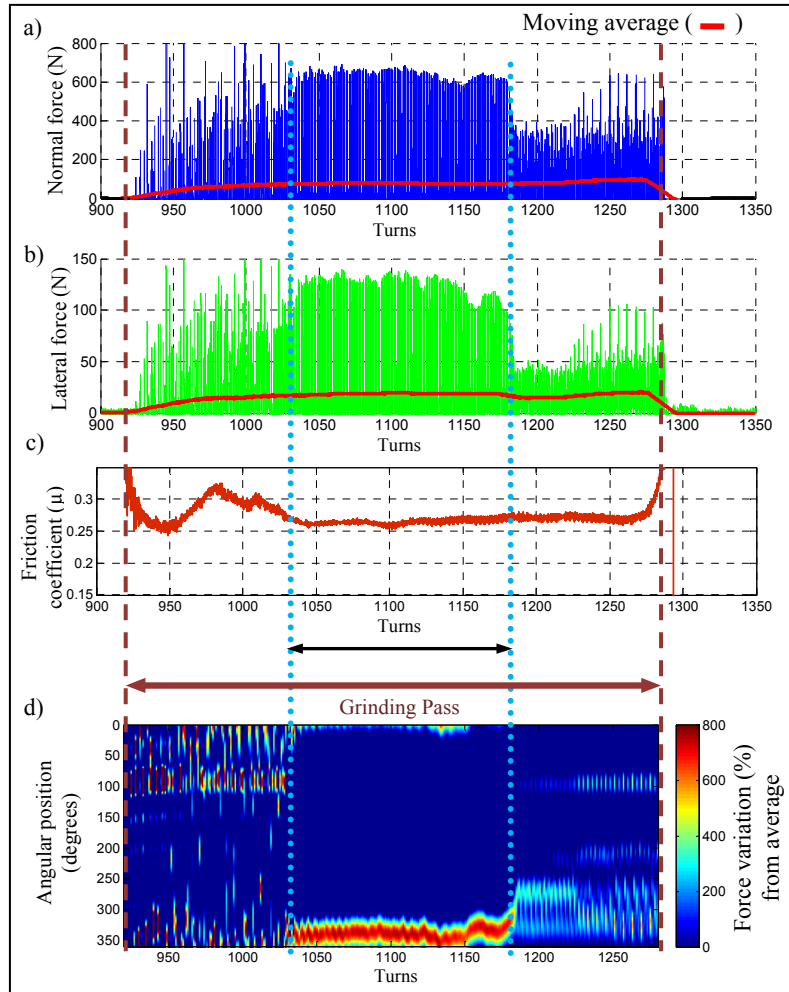 a)
Moving average ( )
Normal force (N)
800
600
400
200
0
900 950 1000 1050 1100 1150 1200 1250 1300 1350
Turns
b)
Lateral force (N)
150
100
50
0
900 950 1000 1050 1100 1150 1200 1250 1300 1350
Turns
c)
Friction
coefficient (μ)
0.3
0.25
0.2
0.15
900 950 1000 1050 1100 1150 1200 1250 1300 1350
Turns
Grinding Pass
d)
Angular position
(degrees)
0
50
100
150
200
250
300
350
950 1000 1050 1100 1150 1200 1250
Turns
800
600
400
200
0
Force variation (%)
from average